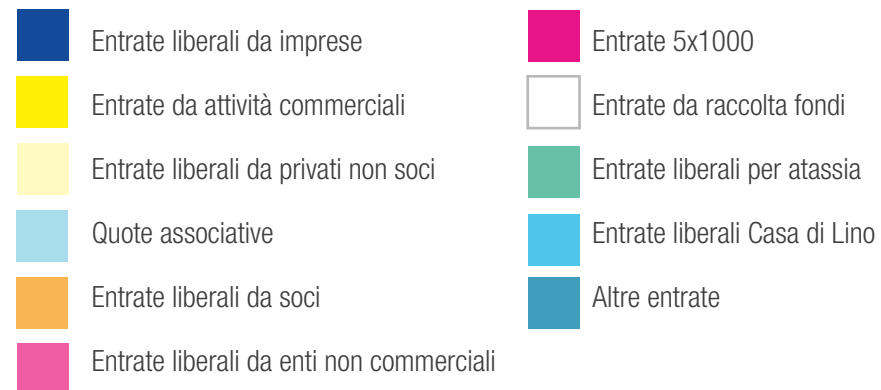 Entrate liberali da imprese
Entrate da attività commerciali
Entrate liberali da privati non soci
Quote associative
Entrate liberali da soci
Entrate liberali da enti non commerciali
Entrate 5x1000
Entrate da raccolta fondi
Entrate liberali per atassia
Entrate liberali Casa di Lino
Altre entrate